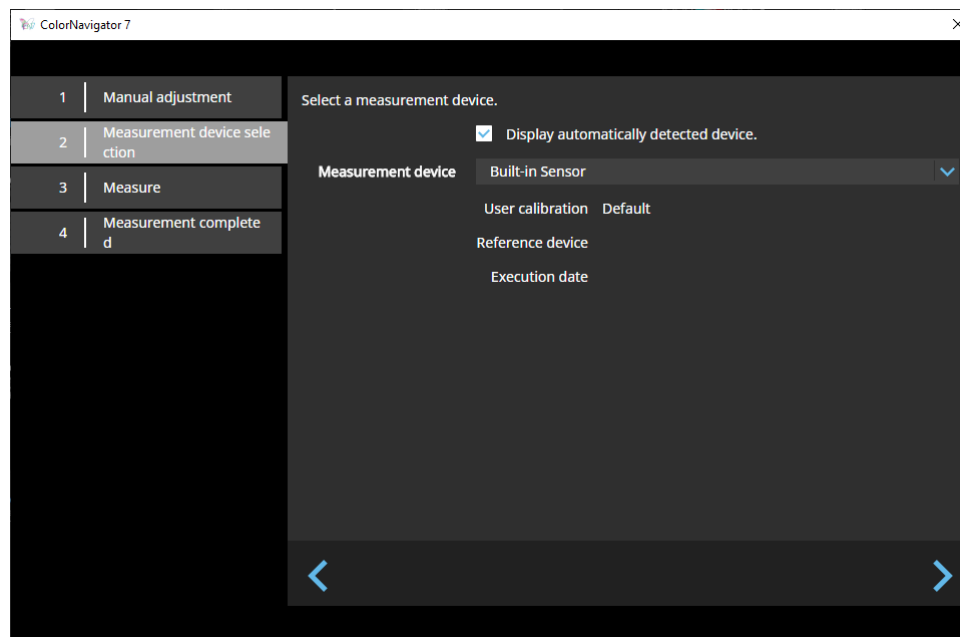 ColorNavigator 7
1 Manual adjustment
2 Measurement device sele
ction
3 Measure
4 Measurement complete
d
Select a measurement device.
Display automatically detected device.
Measurement device Built-in Sensor
User calibration Default
Reference device
Execution date